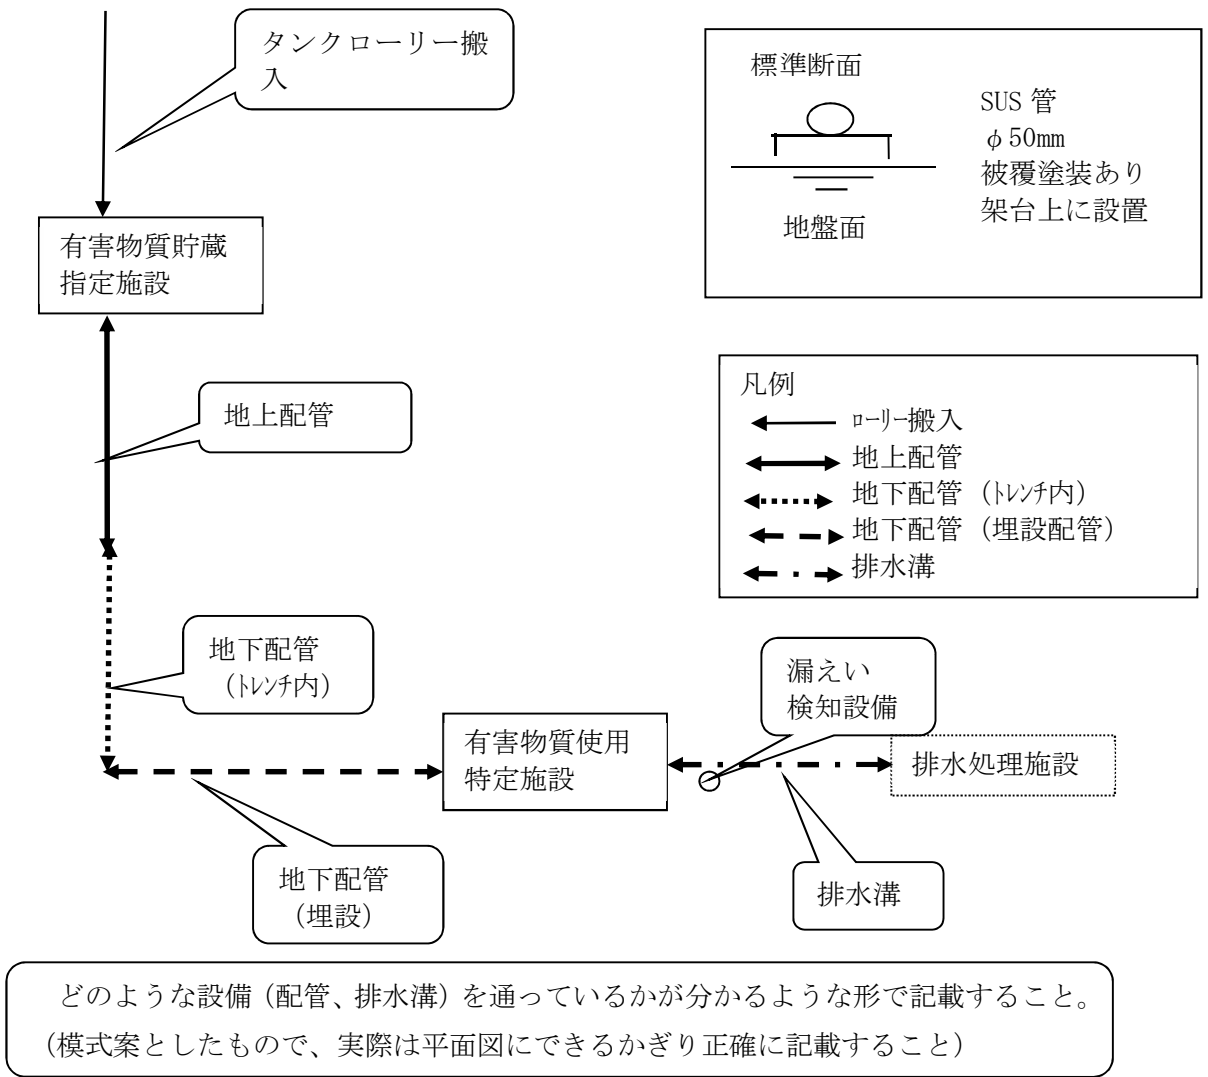 タンクローリー搬
入
標準断面
SUS 管
φ50mm
被覆塗装あり
架台上に設置
地盤面
有害物質貯蔵
指定施設
地上配管
凡例
ﾛｰﾘｰ搬入
地上配管
地下配管（ﾄﾚﾝﾁ内）
地下配管（埋設配管）
排水溝
地下配管
（ﾄﾚﾝﾁ内）
漏えい
検知設備
有害物質使用
特定施設
排水処理施設
地下配管
（埋設）
排水溝
どのような設備（配管、排水溝）を通っているかが分かるような形で記載すること。
（模式案としたもので、実際は平面図にできるかぎり正確に記載すること）